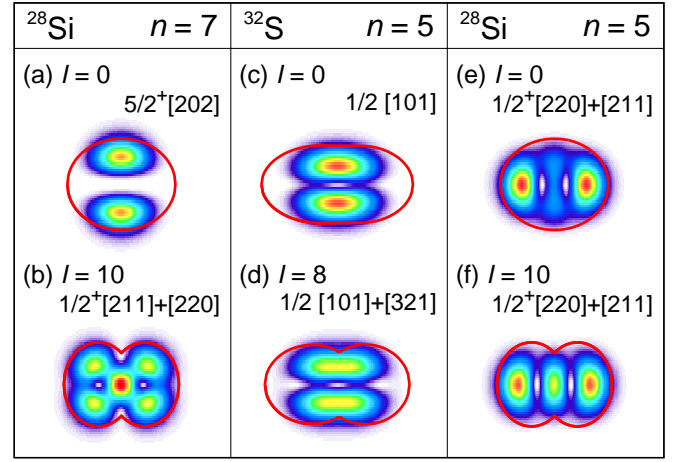 ²⁸Si n = 7
³²S n = 5
²⁸Si n = 5
(a) I = 0
5/2⁺[202]
(c) I = 0
1/2 [101]
(e) I = 0
1/2⁺[220]+[211]
(b) I = 10
1/2⁺[211]+[220]
(d) I = 8
1/2 [101]+[321]
(f) I = 10
1/2⁺[220]+[211]